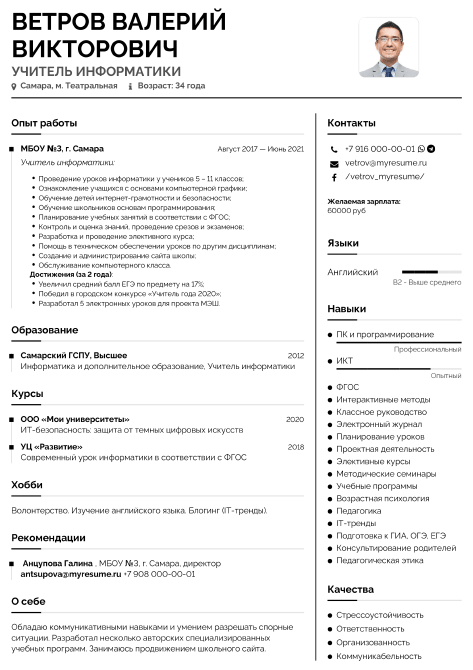 ВЕТРОВ ВАЛЕРИЙ
ВИКТОРОВИЧ
УЧИТЕЛЬ ИНФОРМАТИКИ
Самара, м. Театральная Возраст: 34 года
Опыт работы
МБОУ №3, г. Самара Август 2017 — Июнь 2021
Учитель информатики:
Проведение уроков информатики у учеников 5 – 11 классов;
Ознакомление учащихся с основами компьютерной графики;
Обучение детей интернет-грамотности и безопасности;
Обучение школьников основам программирования;
Планирование учебных занятий в соответствии с ФГОС;
Контроль и оценка знаний, проведение срезов и экзаменов;
Разработка и проведение элективного курса;
Помощь в техническом обеспечении уроков по другим дисциплинам;
Создание и администрирование сайта школы;
Обслуживание компьютерного класса.
Достижения (за 2 года):
Увеличил средний балл ЕГЭ по предмету на 17%;
Победил в городском конкурсе «Учитель года 2020»;
Разработал 5 электронных уроков для проекта МЭШ.
Образование
Самарский ГСПУ, Высшее 2012
Информатика и дополнительное образование, Учитель информатики
Курсы
ООО «Мои университеты» 2020
ИТ-безопасность: защита от темных цифровых искусств
УЦ «Развитие» 2018
Современный урок информатики в соответствии с ФГОС
Хобби
Волонтерство. Изучение английского языка. Блогинг (IT-тренды).
Рекомендации
Анцупова Галина , МБОУ №3, г. Самара, директор
antsupova@myresume.ru +7 908 000-00-01
О себе
Обладаю коммуникативными навыками и умением разрешать спорные
ситуации. Разработал несколько авторских специализированных
учебных программ. Занимаюсь продвижением школьного сайта.
Контакты
+7 916 000-00-01
vetrov@myresume.ru
/vetrov_myresume/
Желаемая зарплата:
60000 руб
Языки
Английский
B2 - Выше среднего
Навыки
ПК и программирование
Профессиональный
ИКТ
Опытный
ФГОС
Интерактивные методы
Классное руководство
Электронный журнал
Планирование уроков
Проектная деятельность
Элективные курсы
Методические семинары
Учебные программы
Возрастная психология
Педагогика
IT-тренды
Подготовка к ГИА, ОГЭ, ЕГЭ
Консультирование родителей
Педагогическая этика
Качества
Стрессоустойчивость
Ответственность
Организация
Коммуникабельность